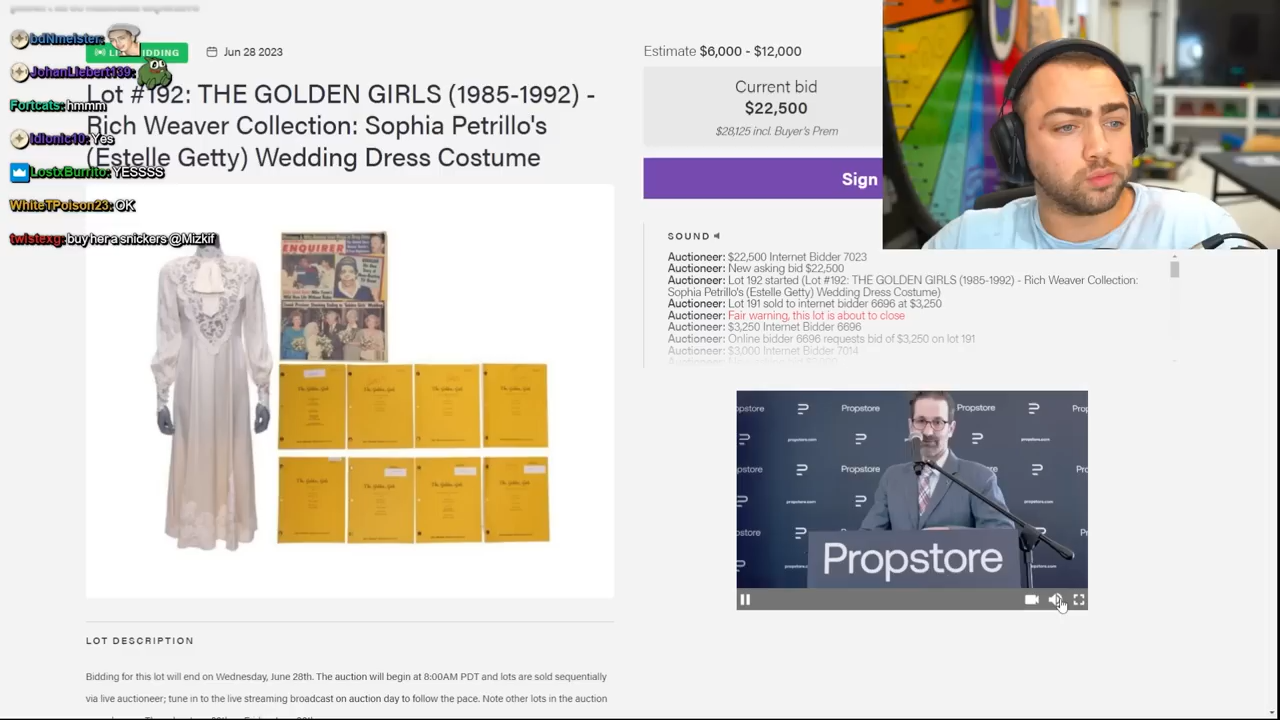 bdNmeister:
JohanLiebert139:
Fortcats: hmmm
Idionic10: Yes
LostxBurrito: YESSSS
WhiteTPoison23: OK
twistexg: buy her a snickers @Mizkif
Jun 28 2023
Lot #192: THE GOLDEN GIRLS (1985-1992) -
Rich Weaver Collection: Sophia Petrillo's
(Estelle Getty) Wedding Dress Costume
ENQUIRER
LOT DESCRIPTION
Bidding for this lot will end on Wednesday, June 28th. The auction will begin at 8:00AM PDT and lots are sold sequentially
via live auctioneer; tune in to the live streaming broadcast on auction day to follow the pace. Note other lots in the auction
Estimate $6,000 - $12,000
Current bid
$22,500
$28,125 incl. Buyer's Prem
Sign
SOUND
Auctioneer: $22,500 Internet Bidder 7023
Auctioneer: New asking bid $22,500
Auctioneer: Lot 192 started (Lot #192: THE GOLDEN GIRLS (1985-1992) - Rich Weaver Collection:
Sophia Petrillo's (Estelle Getty) Wedding Dress Costume)
Auctioneer: Lot 191 sold to internet bidder 6696 at $3,250
Auctioneer: Fair warning, this lot is about to close
Auctioneer: $3,250 Internet Bidder 6696
Auctioneer: Online bidder 6696 requests bid of $3,250 on lot 191
Auctioneer: $3,000 Internet Bidder 7014
Propstore
propstore.com
Propstore